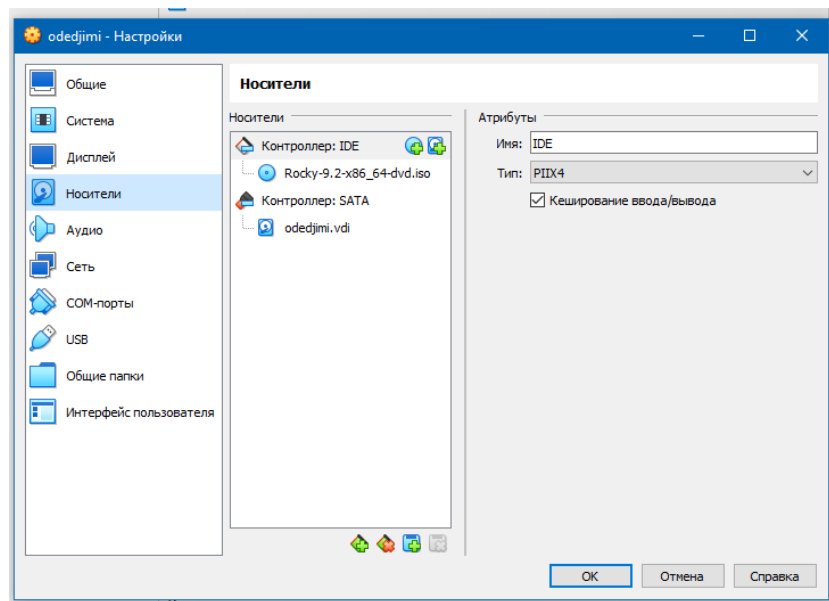 odedjimi - Настройки
Общие
Система
Дисплей
Носители
Аудио
Сеть
COM-порты
USB
Общие папки
Интерфейс пользователя
Носители
Носители
Контроллер: IDE
Rocky-9.2-x86_64-dvd.iso
Контроллер: SATA
odedjimi.vdi
Атрибуты
Имя: IDE
Тип: PIIX4
Кеширование ввода/вывода
OK Отмена Справка